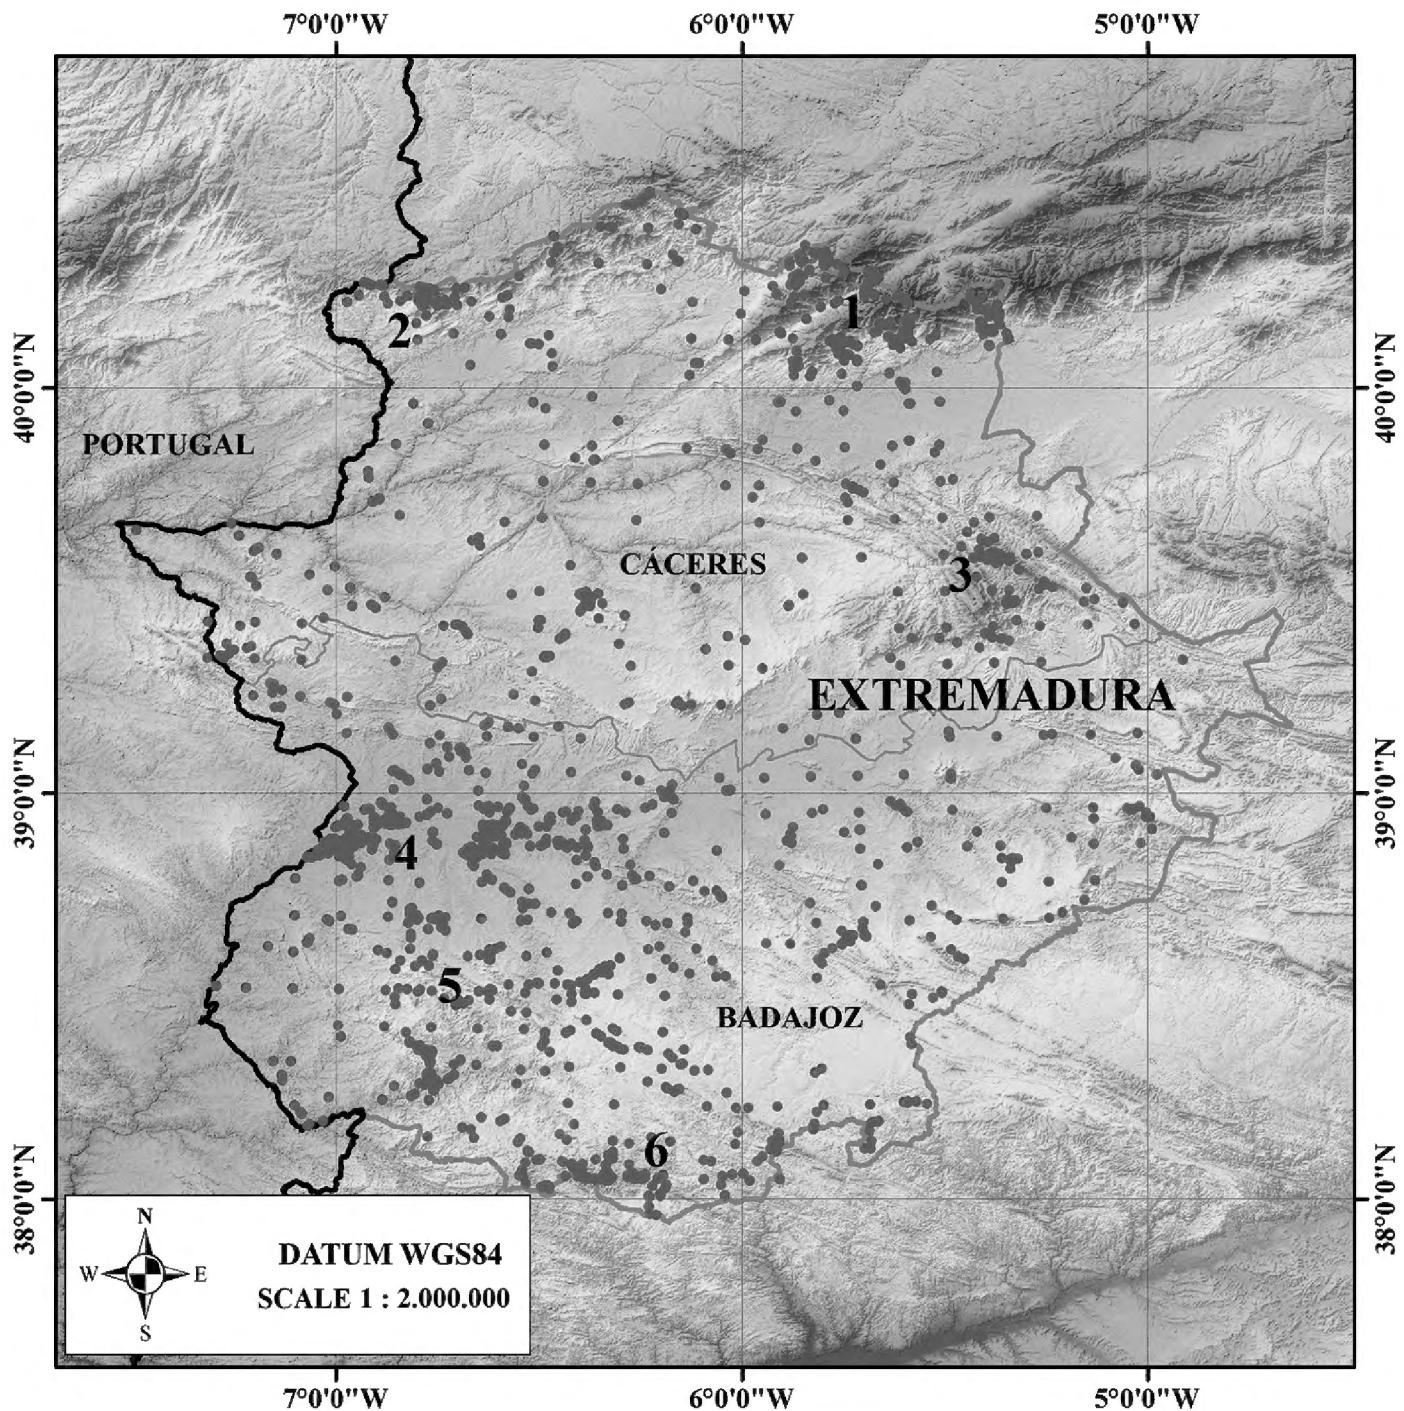 7°0'0"W 6°0'0"W 5°0'0"W
1
2
40°0'0"N 40°0'0"N
PORTUGAL
CÁCERES
3
EXTREMADURA
39°0'0"N 39°0'0"N
4
5
BADAJOZ
6
38°0'0"N 38°0'0"N
N
W E
S
DATUM WGS84
SCALE 1 : 2.000.000
7°0'0"W 6°0'0"W 5°0'0"W